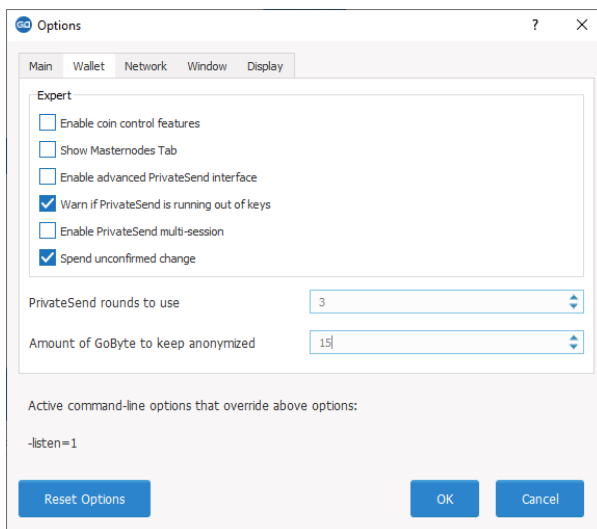 GO Options ? ×
Main Wallet Network Window Display
Expert
Enable coin control features
Show Masternodes Tab
Enable advanced PrivateSend interface
Warn if PrivateSend is running out of keys
Enable PrivateSend multi-session
Spend unconfirmed change
PrivateSend rounds to use 3
Amount of GoByte to keep anonymized 15
Active command-line options that override above options:
-listen=1
Reset Options OK Cancel